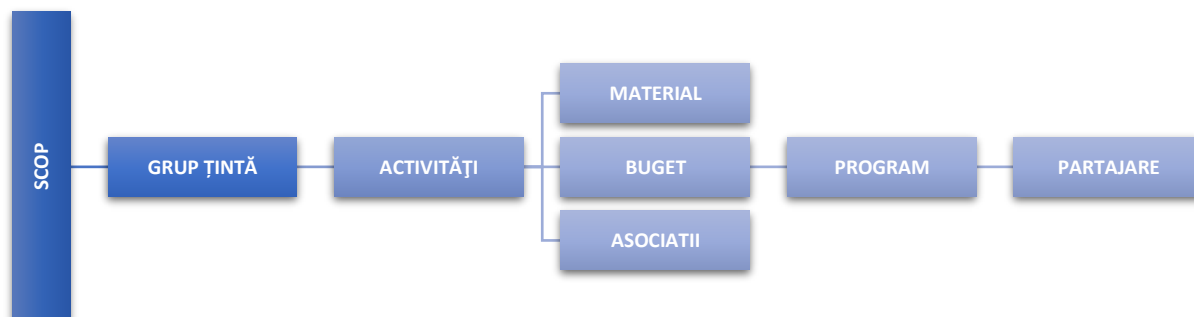 SCOP
GRUP ȚINTĂ
ACTIVITĂŢI
MATERIAL
BUGET
ASOCIATII
PROGRAM
PARTAJARE